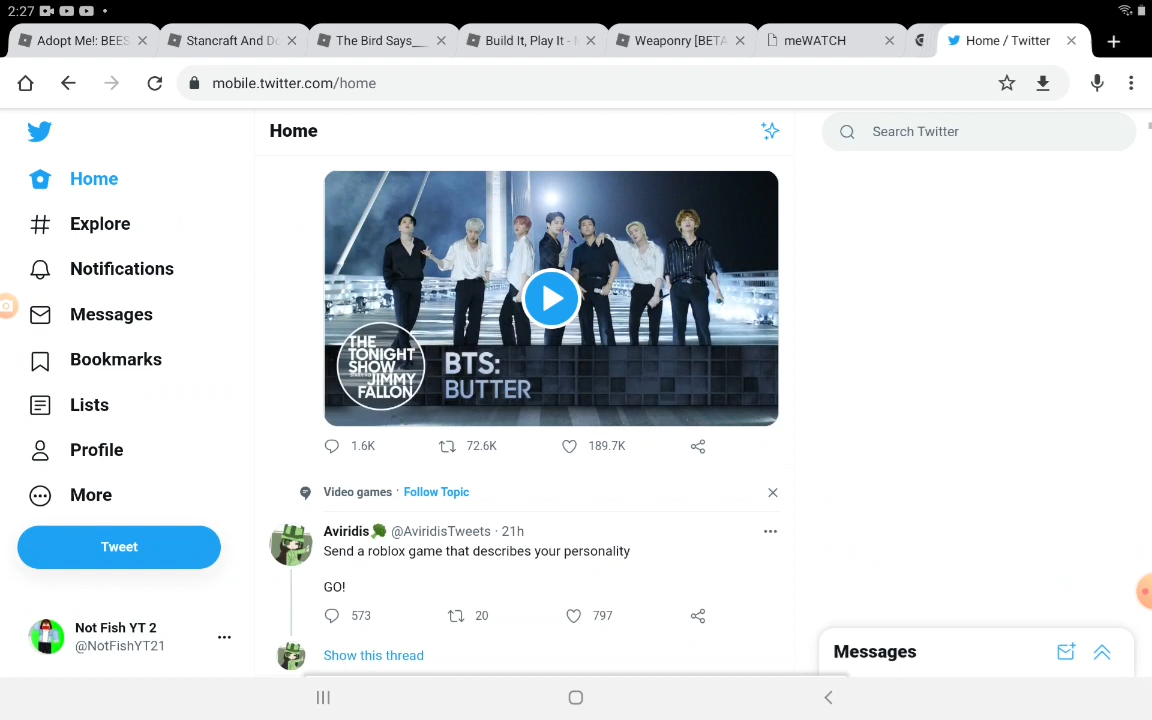 2:27
Adopt Me!: BEES
Stancraft And Do
The Bird Says___
Build It, Play It -
Weaponry [BETA
meWATCH
Home / Twitter
mobile.twitter.com/home
Home
Search Twitter
Home
Explore
Notifications
Messages
Bookmarks
Lists
Profile
More
Tweet
Not Fish YT 2
@NotFishYT21
THE
TONIGHT
SHOW
JIMMY
FALLON
BTS:
BUTTER
1.6K 72.6K 189.7K
Video games · Follow Topic
Aviridis🥦 @AviridisTweets · 21h
Send a roblox game that describes your personality
GO!
573 20 797
Show this thread
Messages